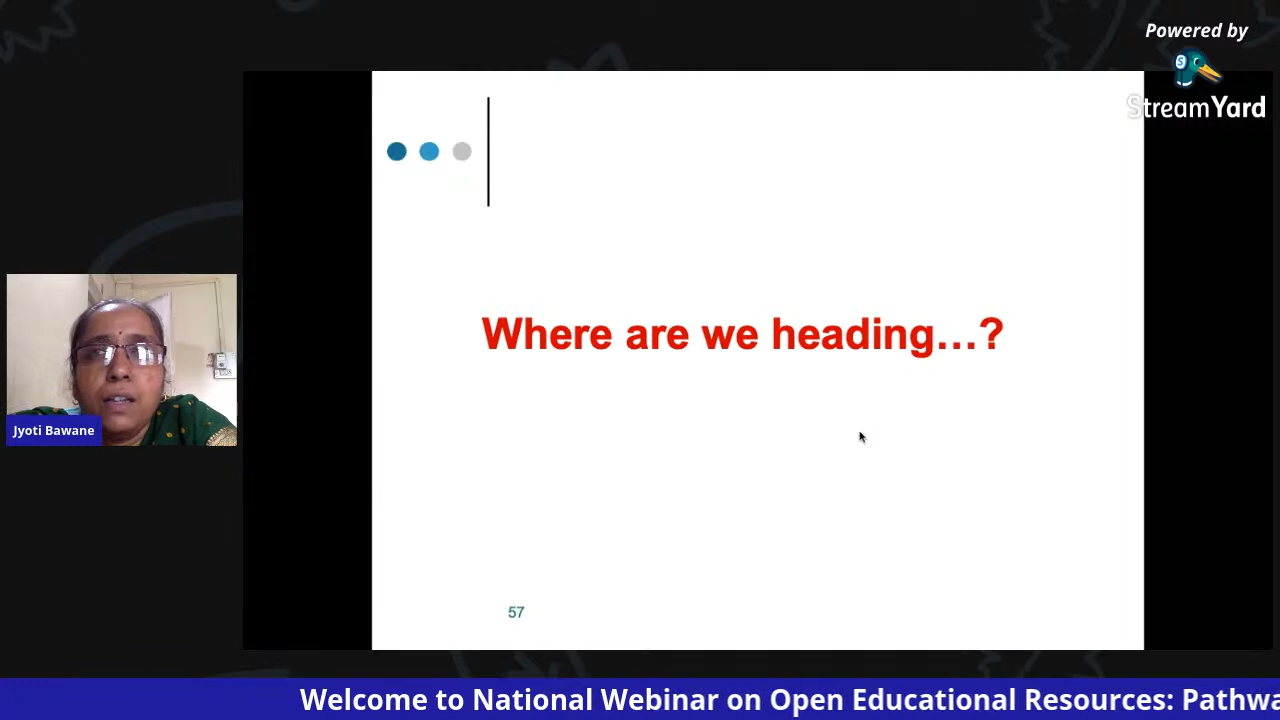 Powered by
StreamYard
Where are we heading...?
Jyoti Bawane
57
Welcome to National Webinar on Open Educational Resources: Pathwa